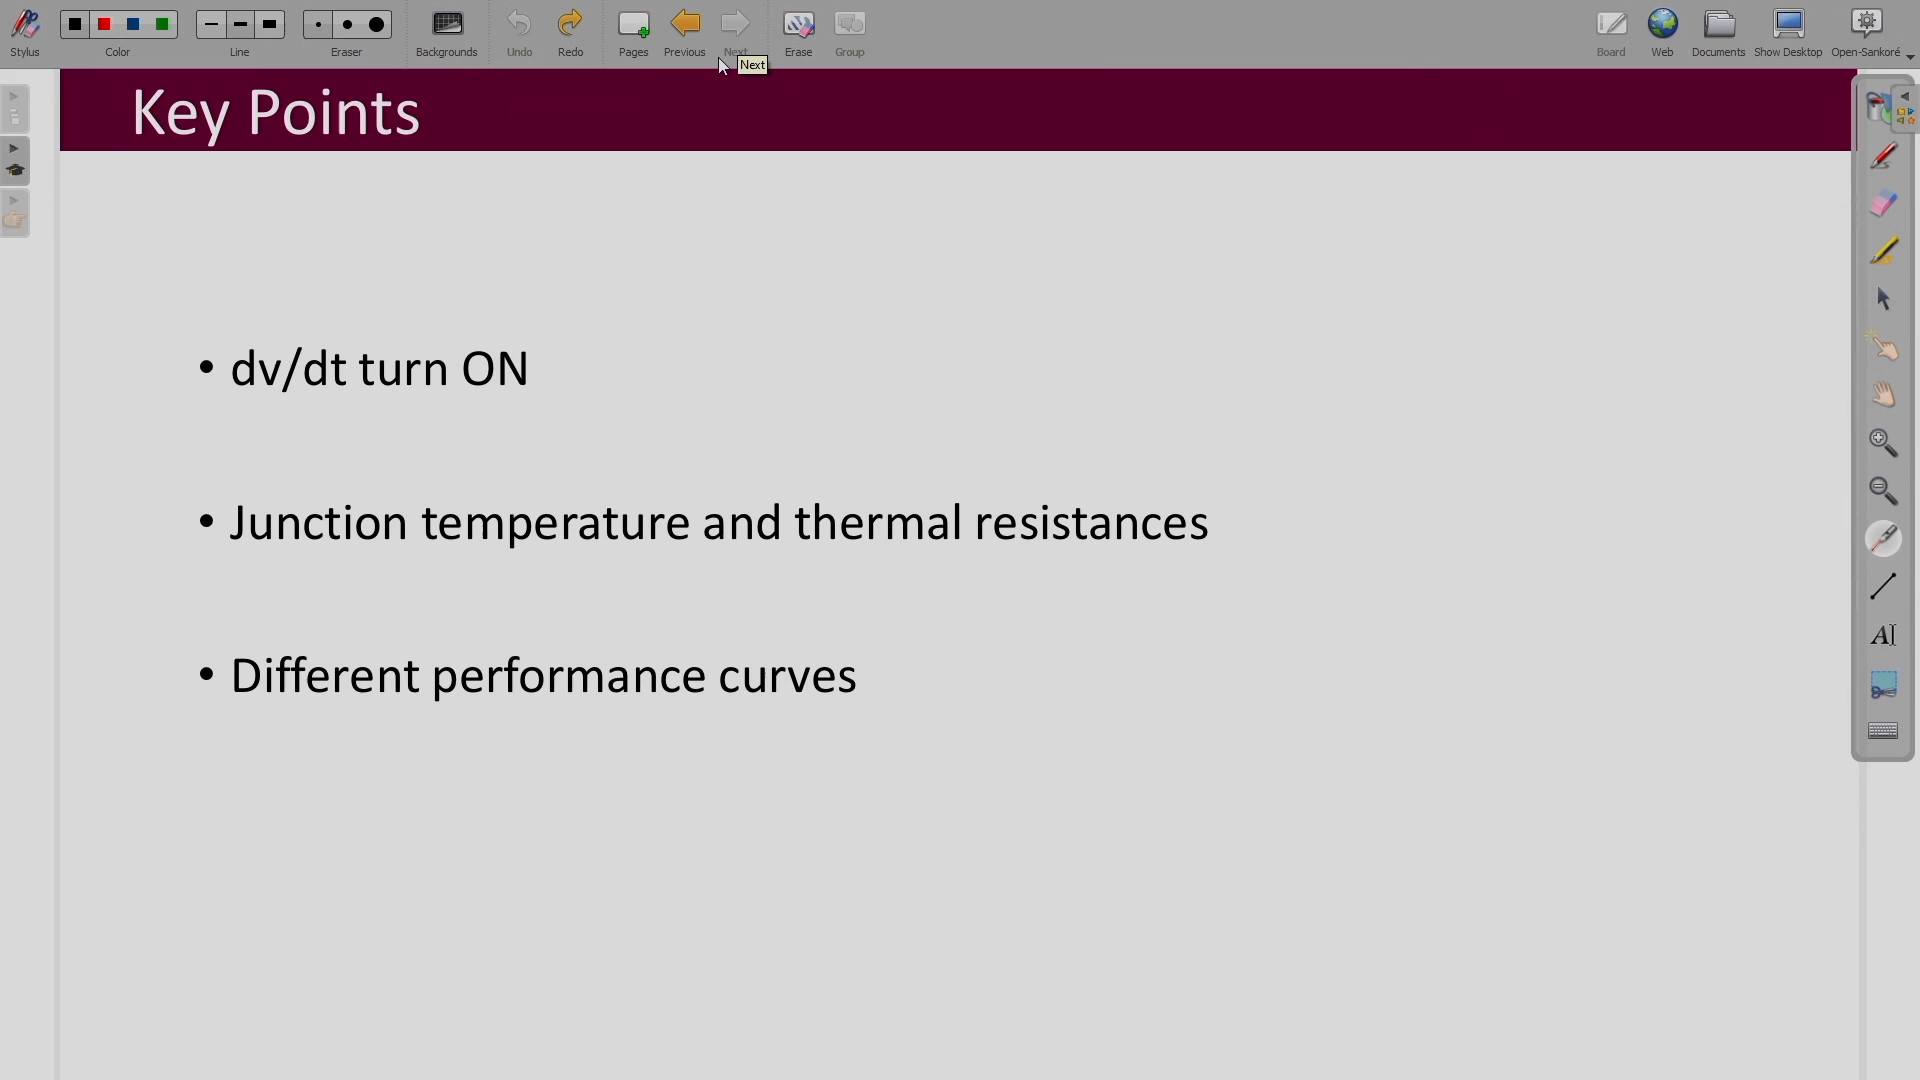 Stylus
Color
Line
Eraser
Backgrounds
Undo
Redo
Pages
Previous
Next
Erase
Group
Board
Web
Documents
Show Desktop
Open-Sankoré
Next
Key Points
• dv/dt turn ON
• Junction temperature and thermal resistances
• Different performance curves
AI